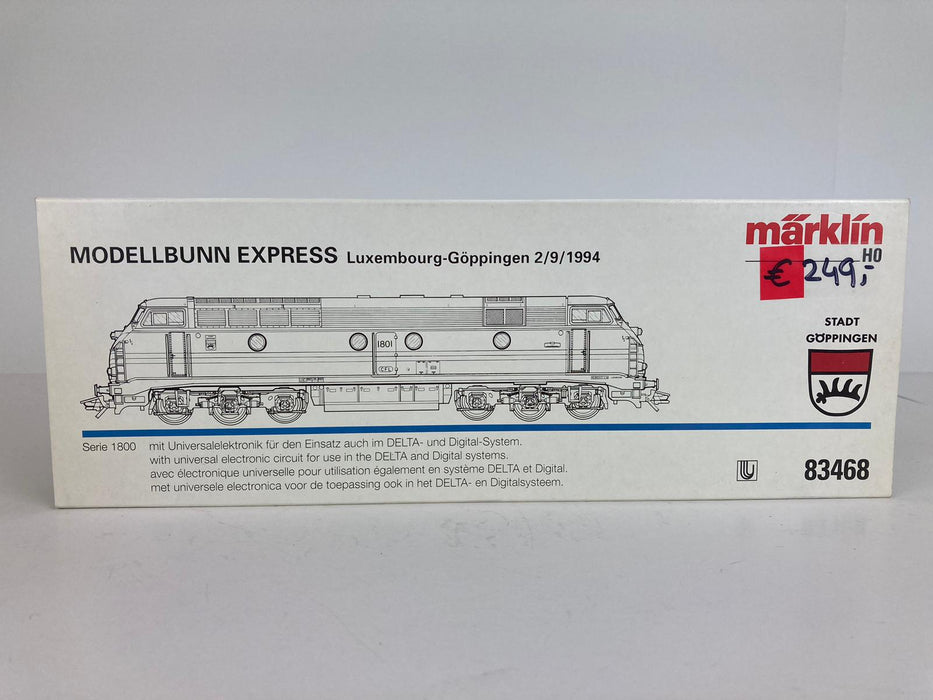 MODELLBUNN EXPRESS Luxembourg-Göppingen 2/9/1994
märklín
H0
€ 249,-
STADT
GÖPPINGEN
1801
CFL
Serie 1800 mit Universalelektronik für den Einsatz auch im DELTA- und Digital-System.
with universal electronic circuit for use in the DELTA and Digital systems.
avec électronique universelle pour utilisation également en système DELTA et Digital.
met universele electronica voor de toepassing ook in het DELTA- en Digitalsysteem.
U
83468